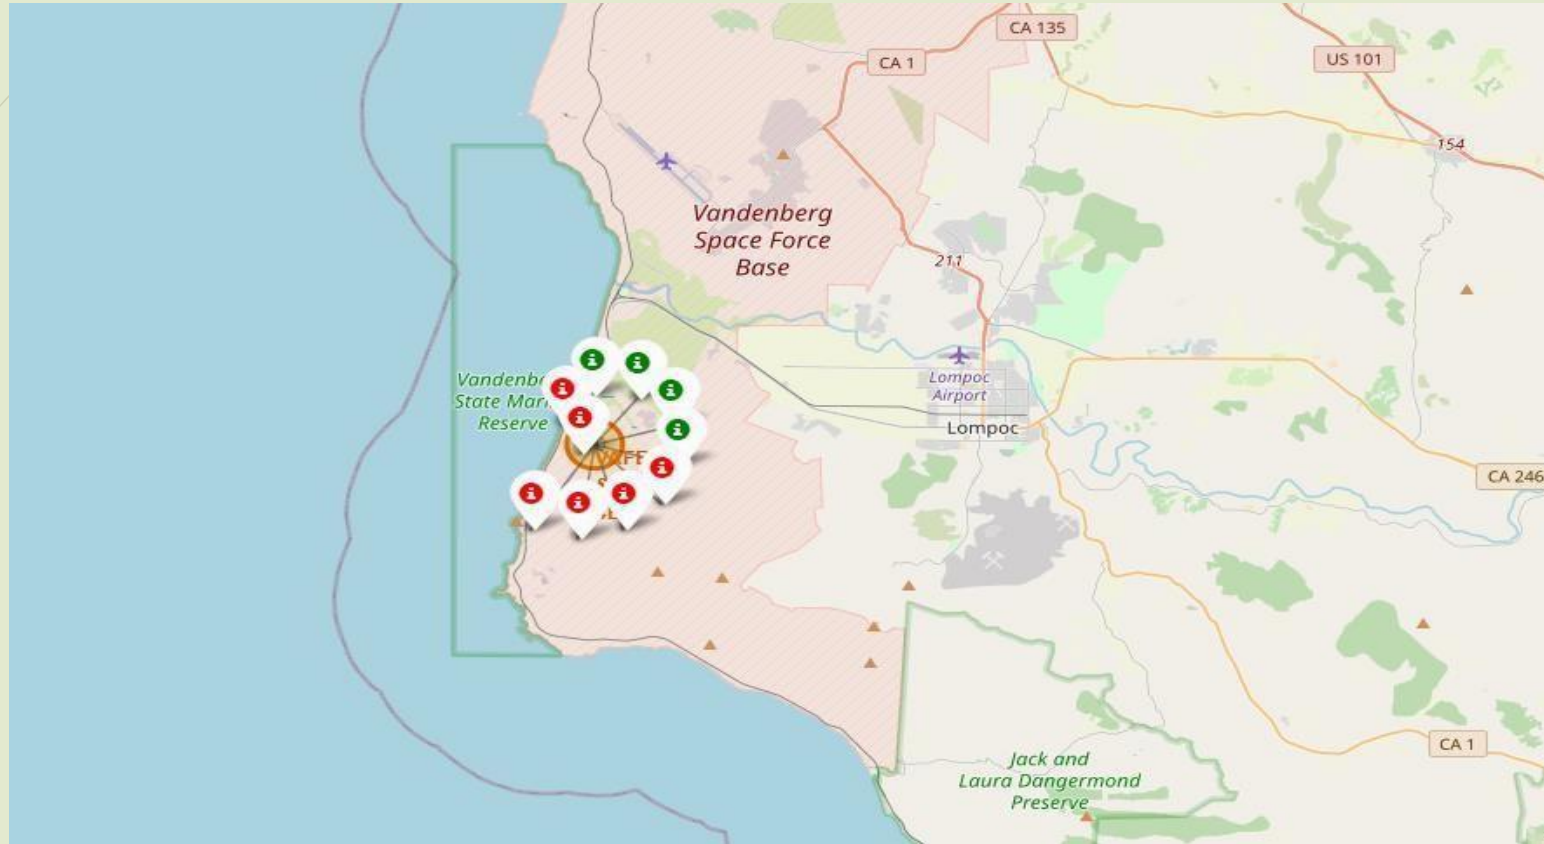 CA 135
CA 1
US 101
154
Vandenberg
Space Force
Base
211
Lompoc
Airport
State
Reserve
Lompoc
CA 246
CA 1
Jack and
Laura Dangermond
Preserve